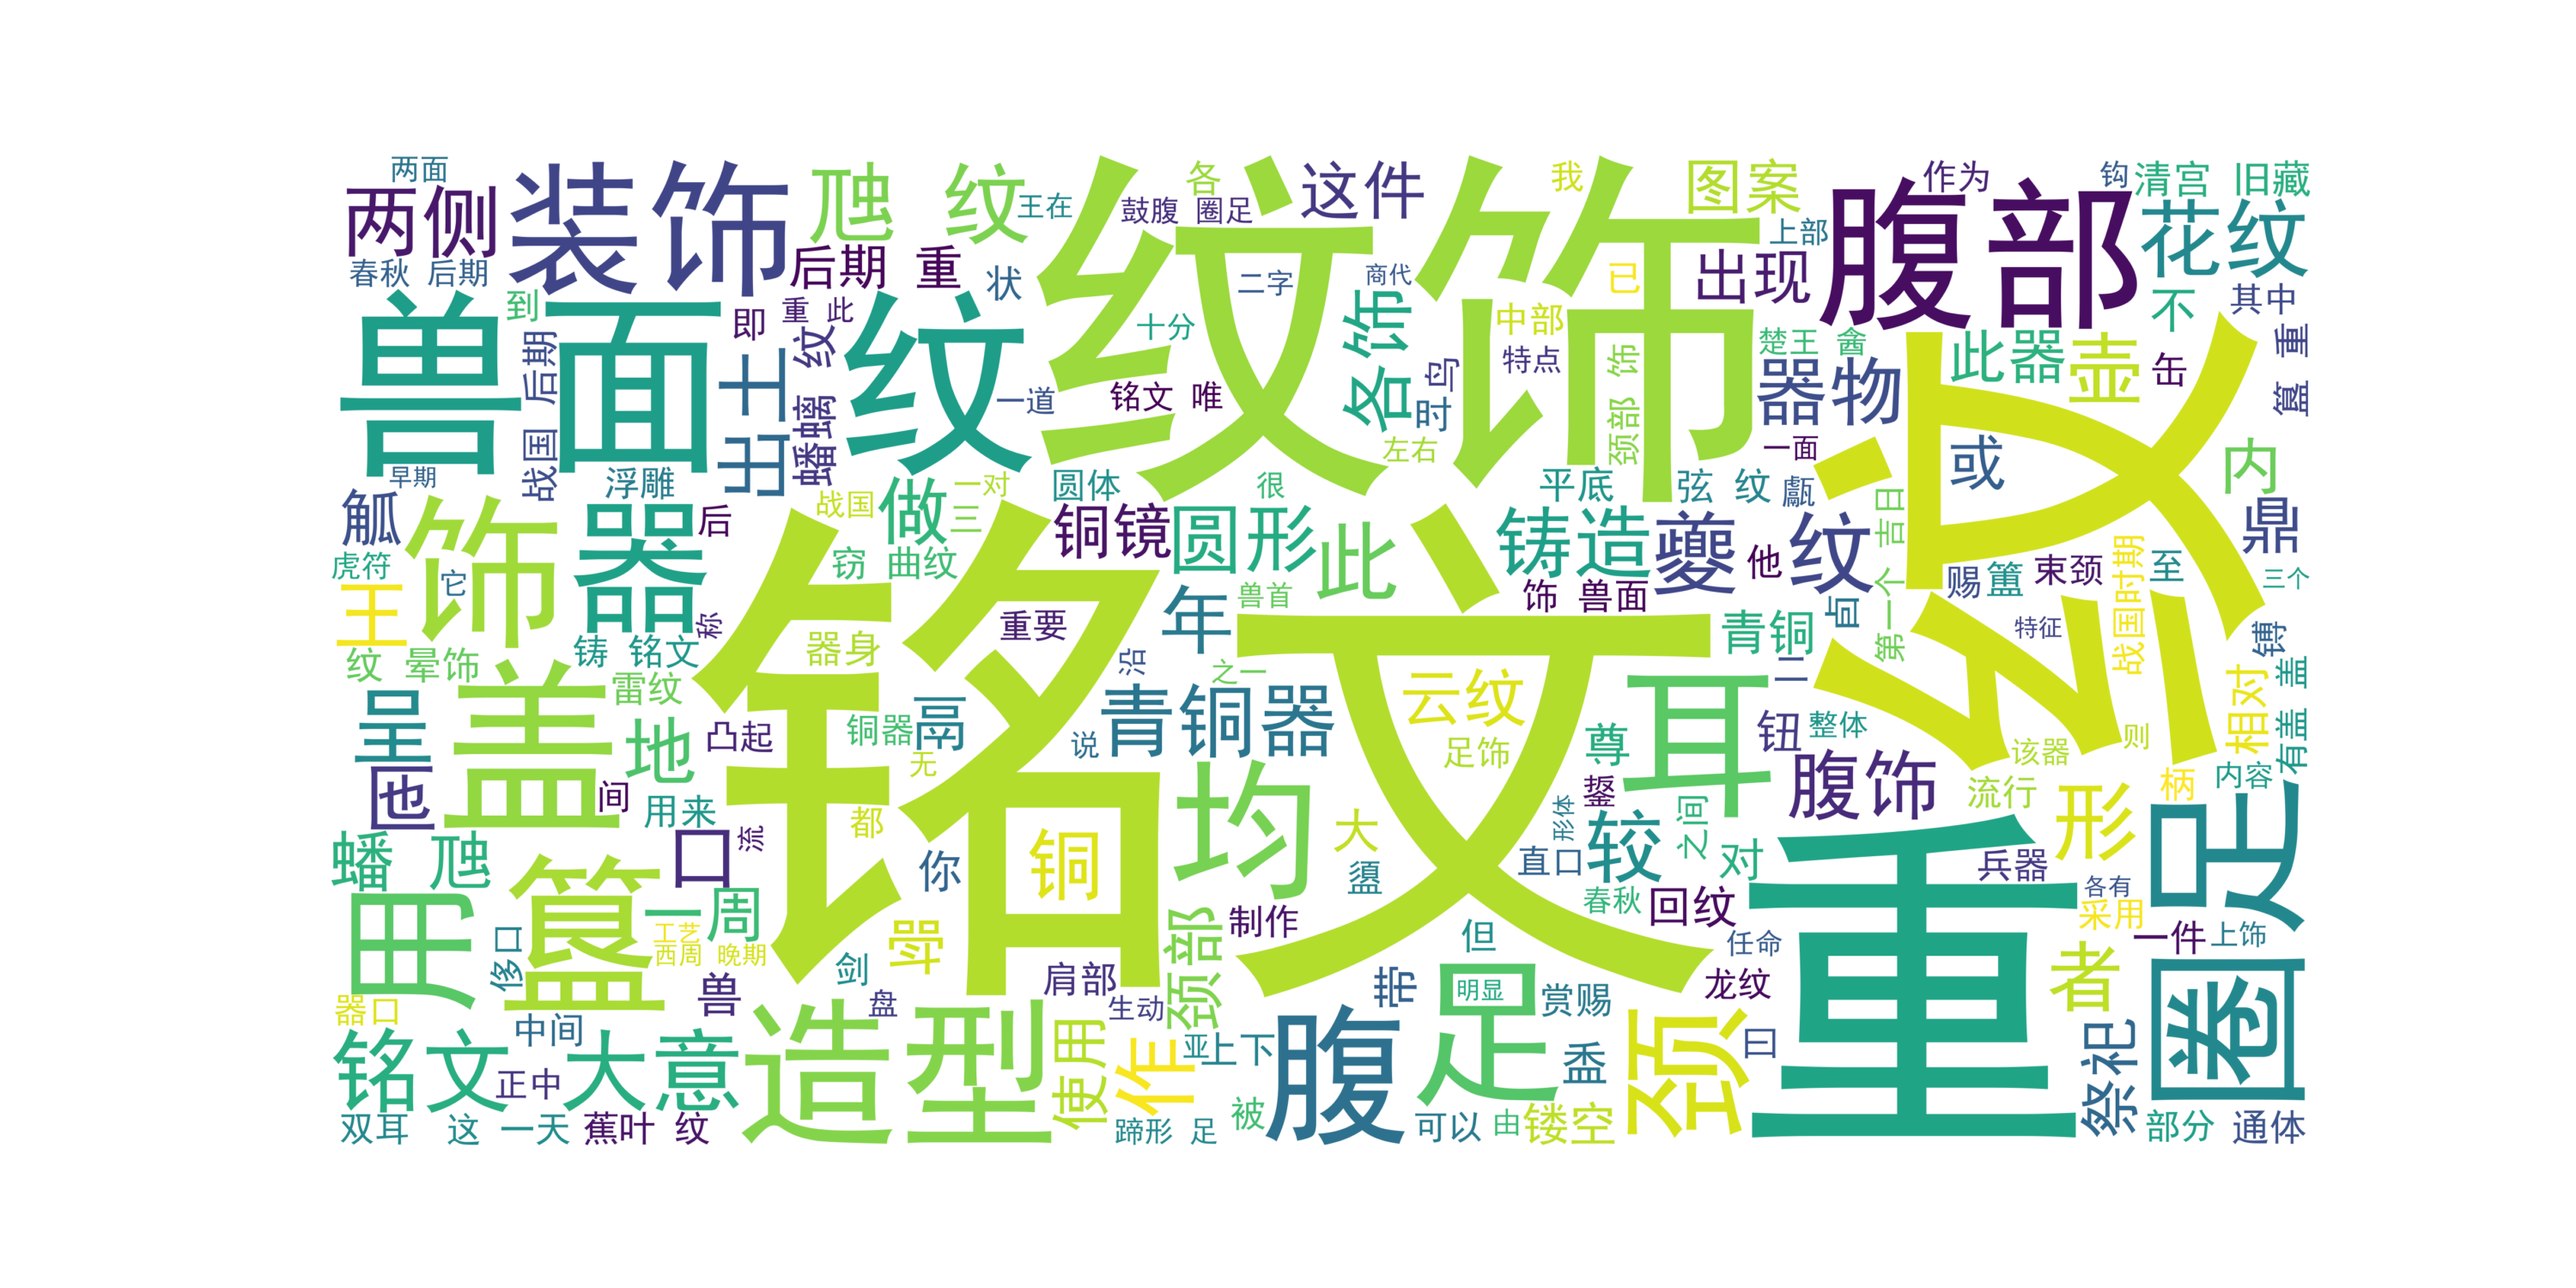 两面
两侧
装饰
虺 纹
王在
各
鼓腹 圈足
这件
我
图案
作为
钩
清宫 旧藏
腹部
花纹
春秋 后期
后期 重
状
纹饰
二字
商代
已
出现
上部
不
其中
到
兽面
即
重 此
纹
十分
各饰
中部
楚王 酓
此器
壶
缶
簋 重
战国 后期
出土
蟠螭 纹
一道
铭文 唯
鸟
时
特点
颈部 饰
器物
纹
早期
浮雕
左右
一面
或
内
觚
饰
器
后
战国
做
一对
三
圆体
很
铜镜
圆形
此
平底
弦 纹
甗
铸造
夔 纹
他
第一个 吉日
束颈
战国时期
至
鼎
三个
虎符
它
窃 曲纹
兽首
饰 兽面
卣
赐
簠
王
铸 铭文
称
器身
重要
年
青铜
二
特征
镈
纹 晕饰
雷纹
铭文
沿
之一
云纹
耳
相对
有盖 盖
呈
盖
地
凸起
铜器
鬲
说
青铜器
足饰
尊
钮
整体
该器
则
也
间
用来
无
均
鋬
腹饰
流行
柄
内容
口
流
都
你
铜
大
盨
形体
直口
较
之间
对
形
兵器
各有
圈足
蟠 虺
用
簋
一周
工艺
西周 晚期
斝
颈部
制作
但
春秋
回纹
重
任命
采用
一件
上饰
侈口
器口
兽
剑
盘
肩部
生动
带
足
明显
赏赐
颈
龙纹
曰
者
祭祀
铭文 大意
中间
正中
造型
使用
作
亚
上下
腹
盉
双耳
这 一天
蕉叶 纹
蹄形 足
被
可以
由
镂空
部分
通体